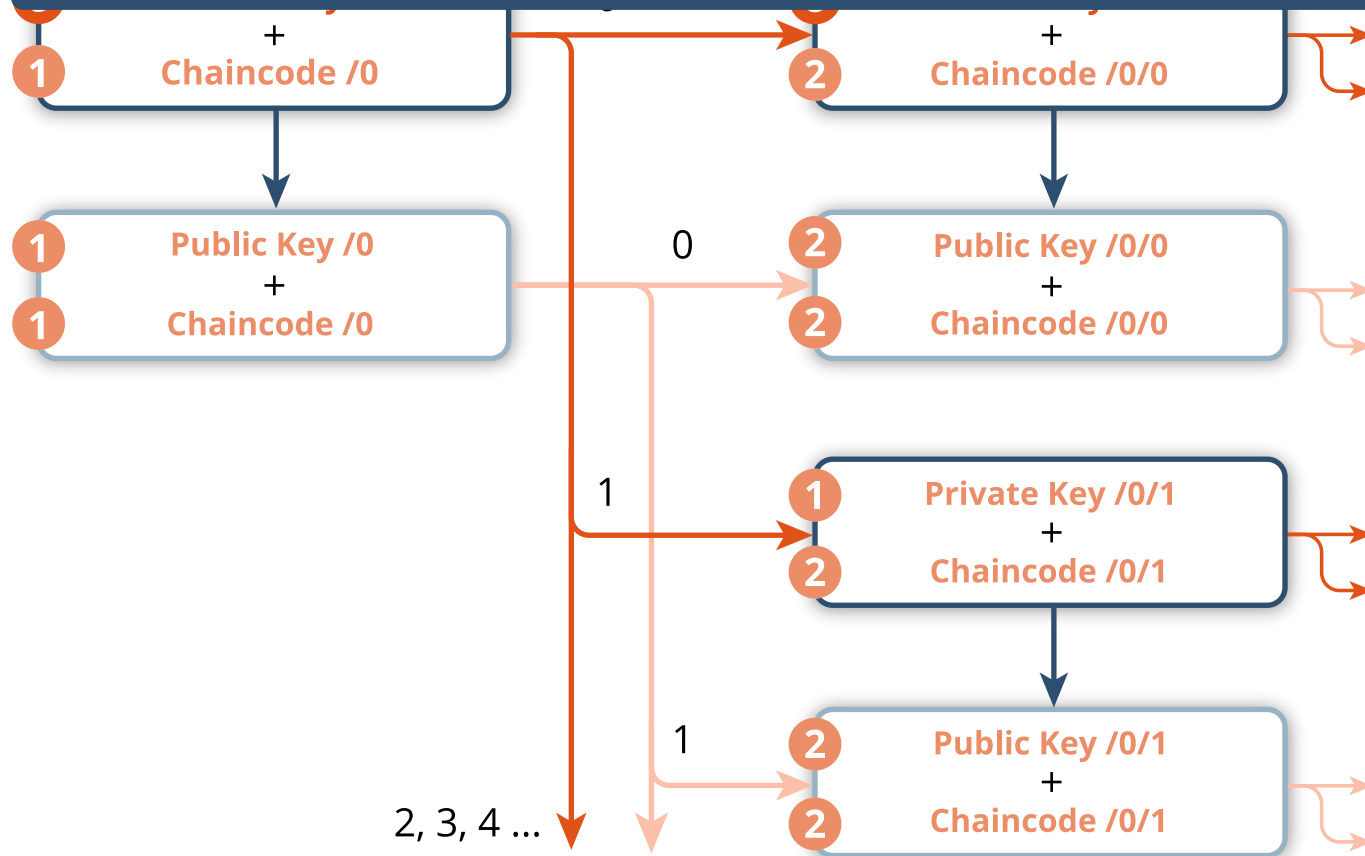 +
1 Chaincode /0
+
2 Chaincode /0/0
1 Public Key /0
+
1 Chaincode /0
0
2 Public Key /0/0
+
2 Chaincode /0/0
1
1 Private Key /0/1
+
2 Chaincode /0/1
1
2 Public Key /0/1
+
2 Chaincode /0/1
2, 3, 4 ...